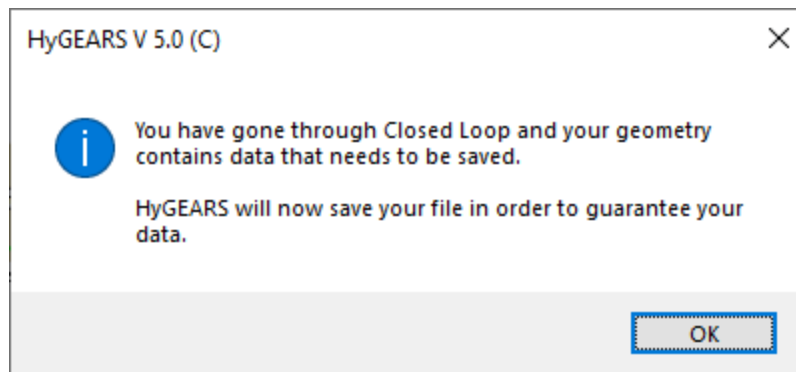 HyGEARS V 5.0 (C)
You have gone through Closed Loop and your geometry
contains data that needs to be saved.
HyGEARS will now save your file in order to guarantee your
data.
OK